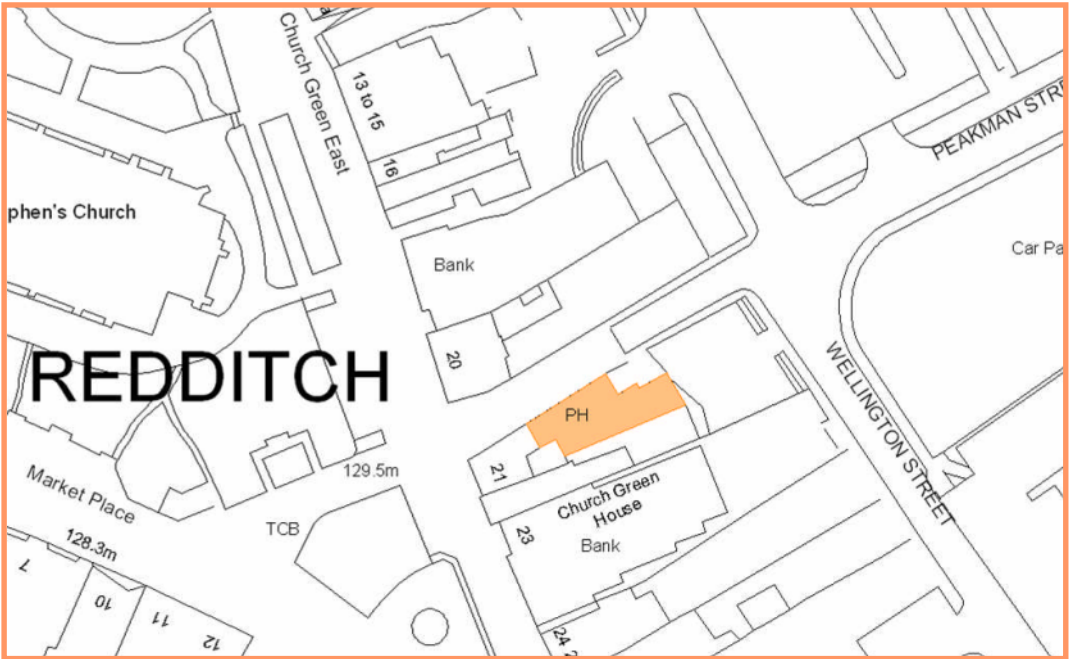 Church Green East
13 to 15
16
PEAKMAN STRE
phen's Church
Car Pa
Bank
20
REDDITCH
WELLINGTON STREET
PH
21
129.5m
Market Place
Church Green
House
TCB
23
Bank
128.3m
7
10
11
12
24